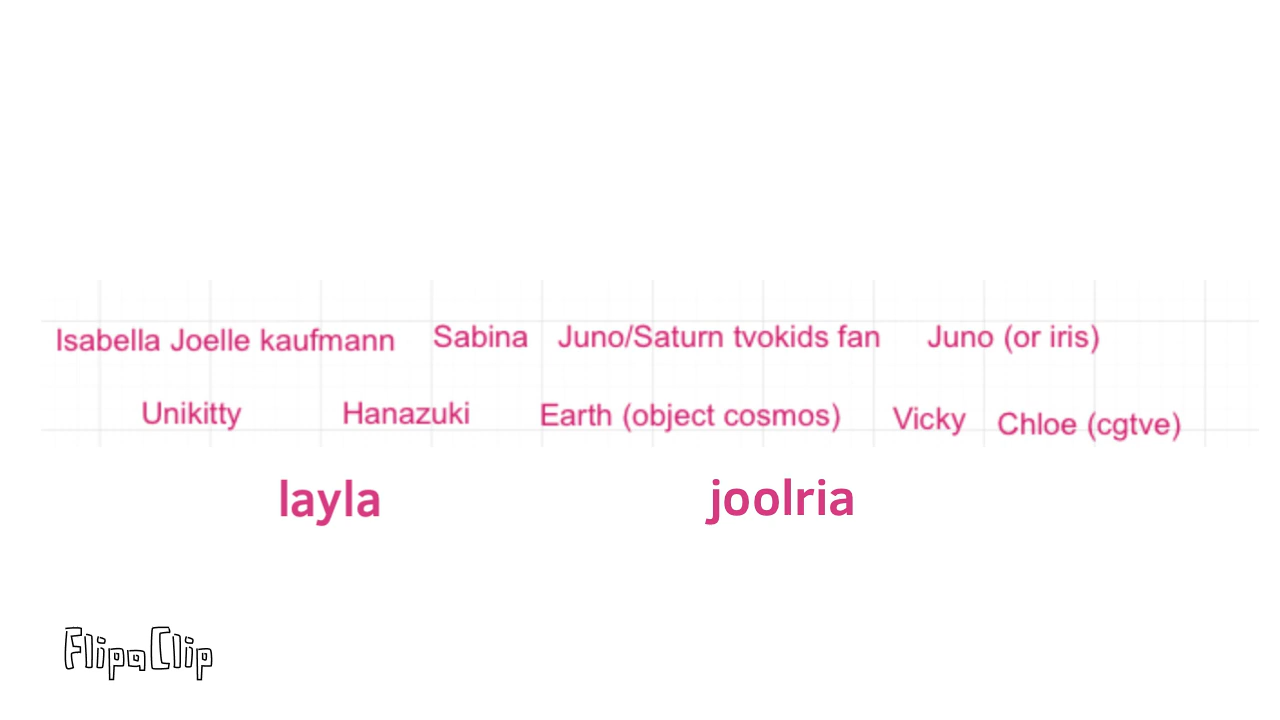 Isabella Joelle kaufmann Sabina Juno/Saturn tvokids fan Juno (or iris)
Unikitty Hanazuki Earth (object cosmos) Vicky Chloe (cgtve)
layla joolria
FlipaClip